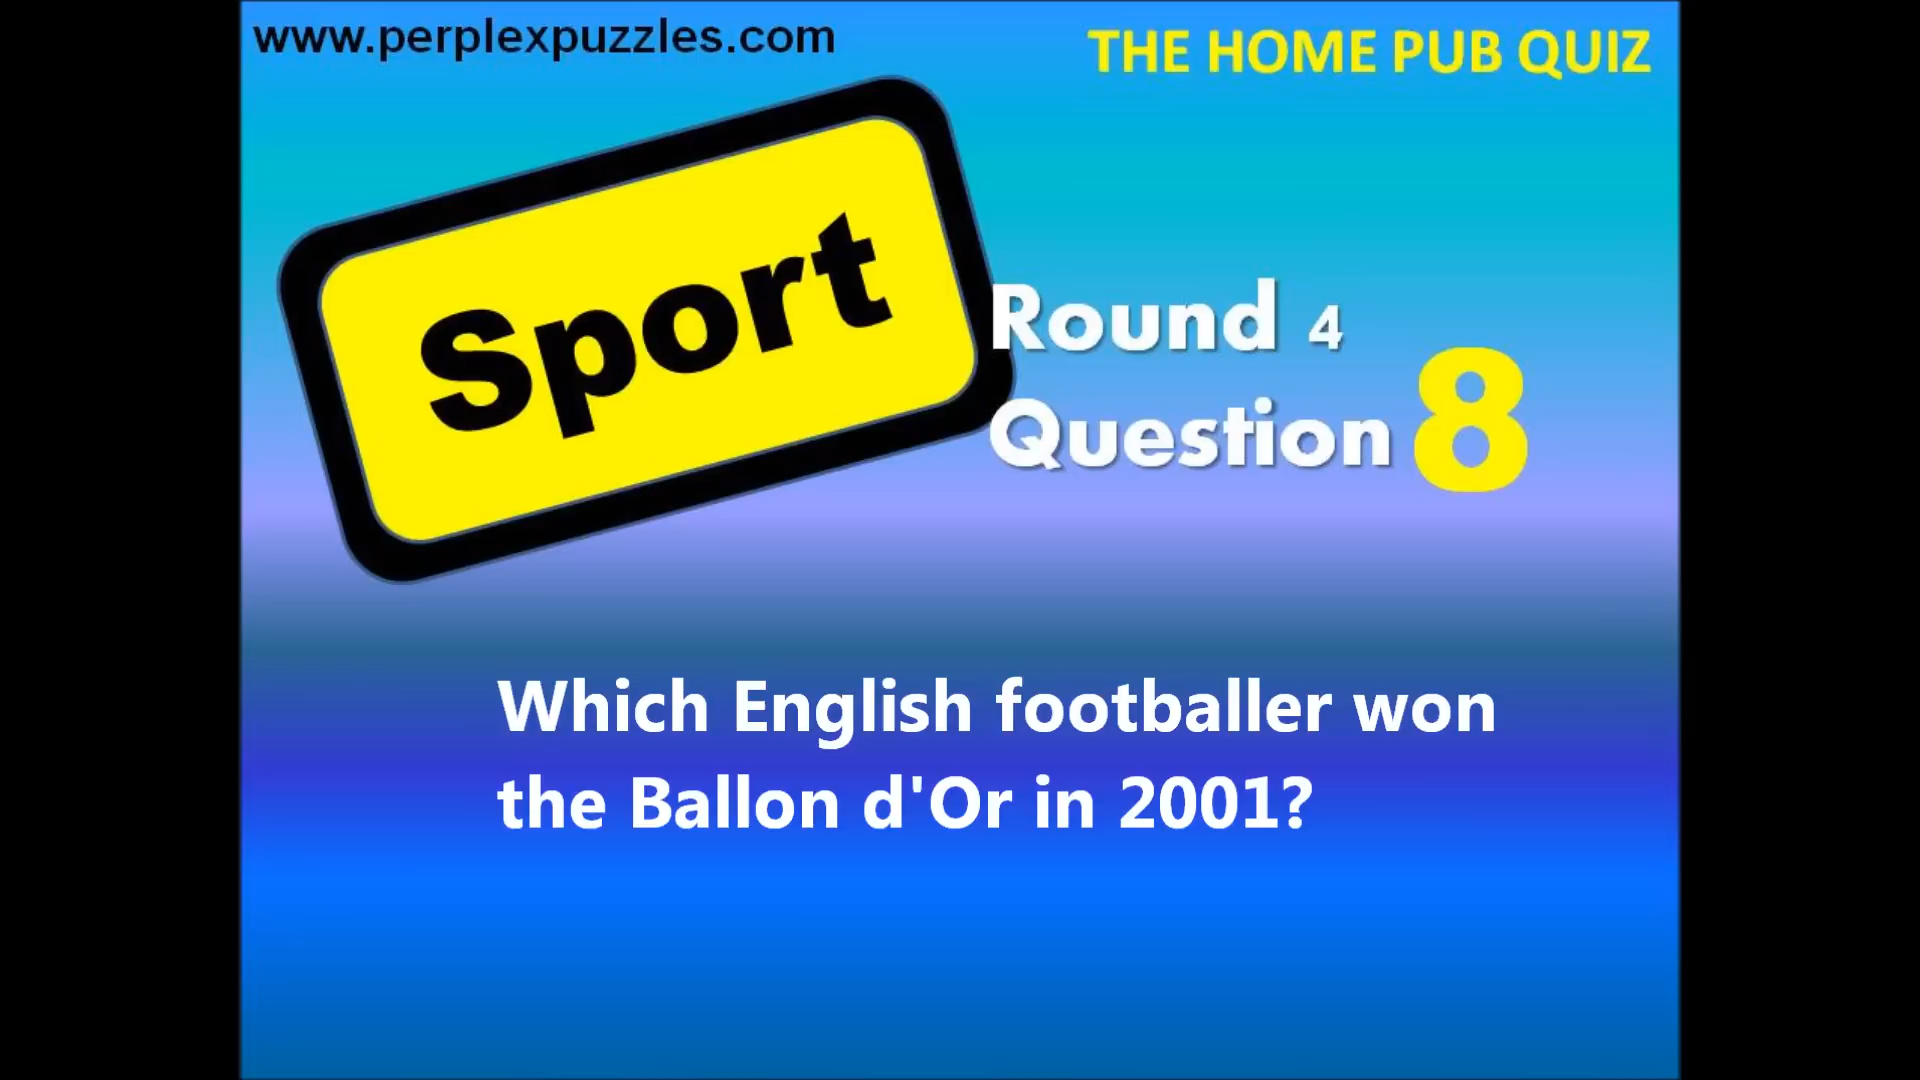 www.perplexpuzzles.com
THE HOME PUB QUIZ
Sport
Round 4
Question 8
Which English footballer won
the Ballon d'Or in 2001?